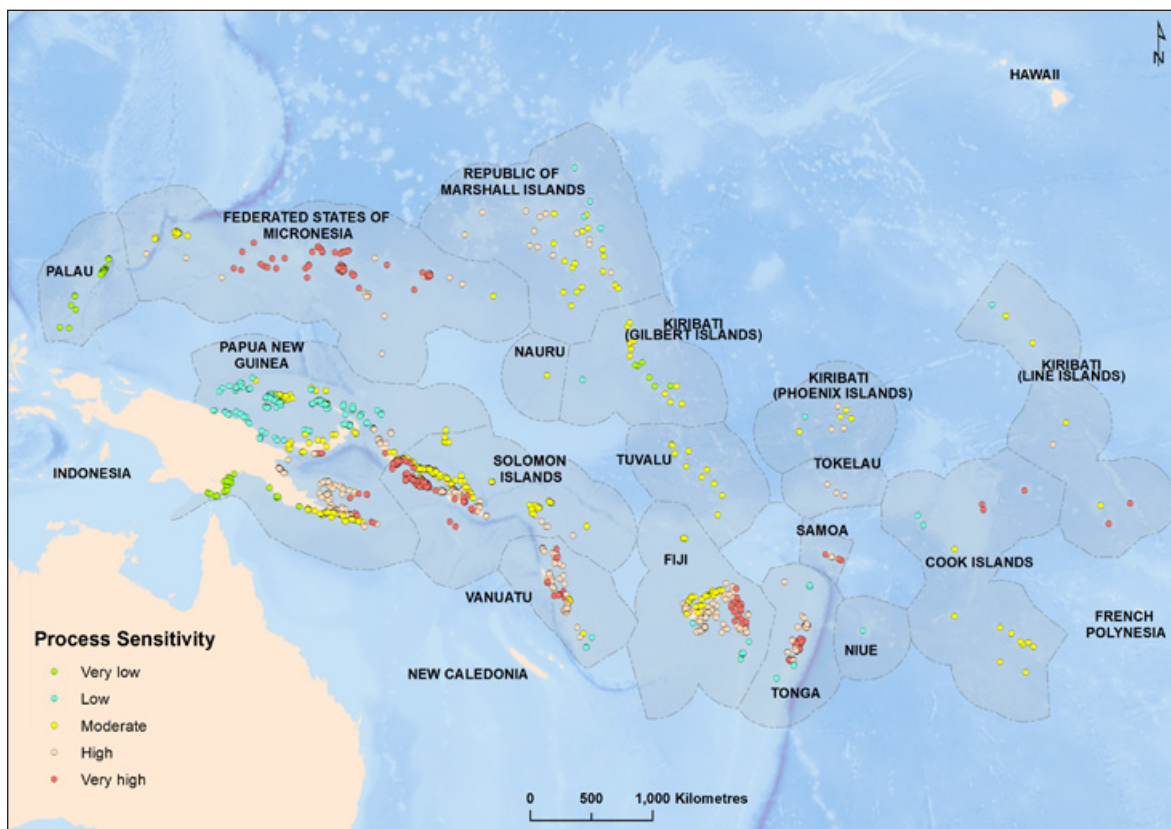 N
HAWAII
REPUBLIC OF
MARSHALL ISLANDS
FEDERATED STATES OF
MICRONESIA
PALAU
KIRIBATI
(GILBERT ISLANDS)
NAURU
PAPUA NEW
GUINEA
KIRIBATI
(PHOENIX ISLANDS)
KIRIBATI
(LINE ISLANDS)
INDONESIA
SOLOMON
ISLANDS
TUVALU
TOKELAU
SAMOA
FIJI
COOK ISLANDS
VANUATU
FRENCH
POLYNESIA
NIUE
NEW CALEDONIA
TONGA
Process Sensitivity
Very low
Low
Moderate
High
Very high
0 500 1,000 Kilometres